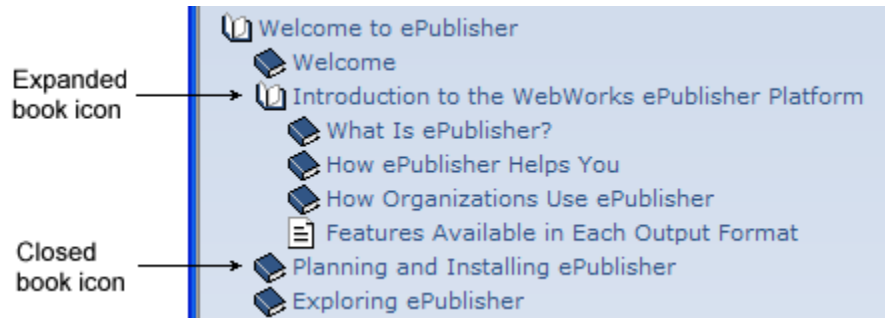 Welcome to ePublisher
Welcome
Expanded
book icon
Introduction to the WebWorks ePublisher Platform
What Is ePublisher?
How ePublisher Helps You
How Organizations Use ePublisher
Features Available in Each Output Format
Closed
book icon
Planning and Installing ePublisher
Exploring ePublisher